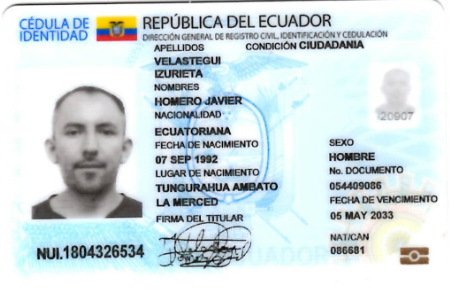 CÉDULA DE
IDENTIDAD
REPÚBLICA DEL ECUADOR
DIRECCIÓN GENERAL DE REGISTRO CIVIL, IDENTIFICACIÓN Y CEDULACIÓN
APELLIDOS
CONDICIÓN CIUDADANIA
VELASTEGUI
IZURIETA
NOMBRES
HOMERO JAVIER
NACIONALIDAD
ECUATORIANA
FECHA DE NACIMIENTO
07 SEP 1992
LUGAR DE NACIMIENTO
TUNGURAHUA AMBATO
LA MERCED
FIRMA DEL TITULAR
20907
SEXO
HOMBRE
No. DOCUMENTO
054409086
FECHA DE VENCIMIENTO
05 MAY 2033
NAT/CAN
086681
NUI.1804326534
ECUADOR